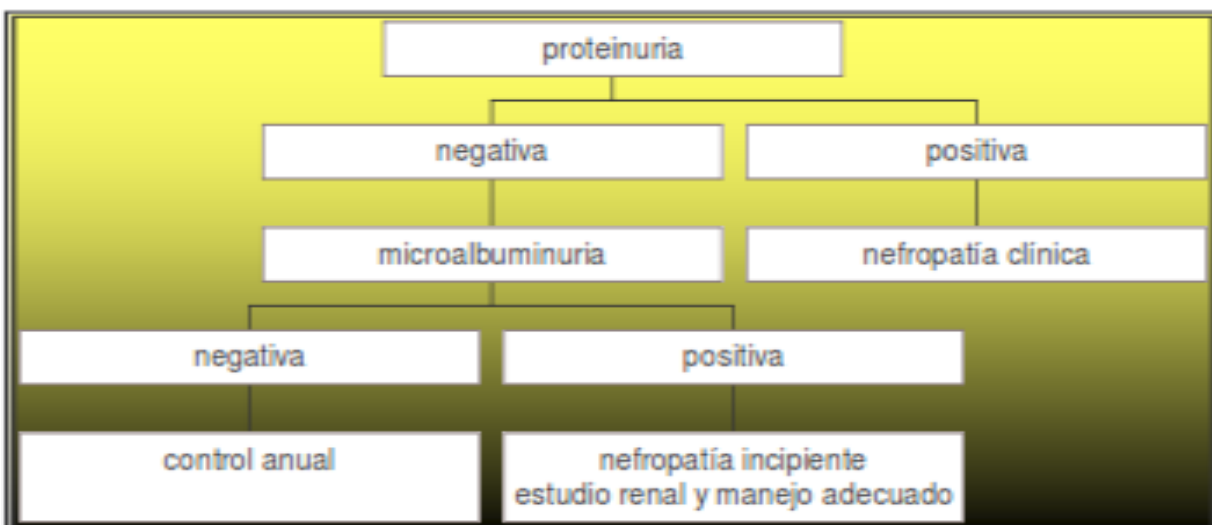 proteinuria
negativa
positiva
microalbuminuria
nefropatía clínica
negativa
positiva
control anual
nefropatía incipiente
estudio renal y manejo adecuado